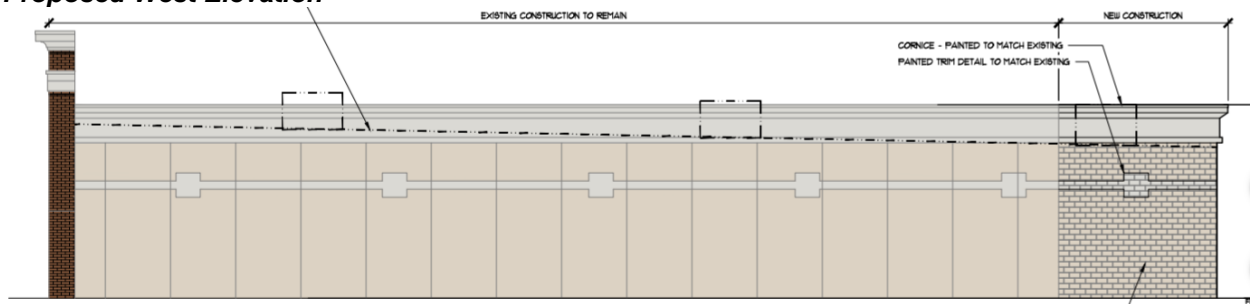 Proposed West Elevation
EXISTING CONSTRUCTION TO REMAIN
NEW CONSTRUCTION
CORNICE - PAINTED TO MATCH EXISTING
PAINTED TRIM DETAIL TO MATCH EXISTING